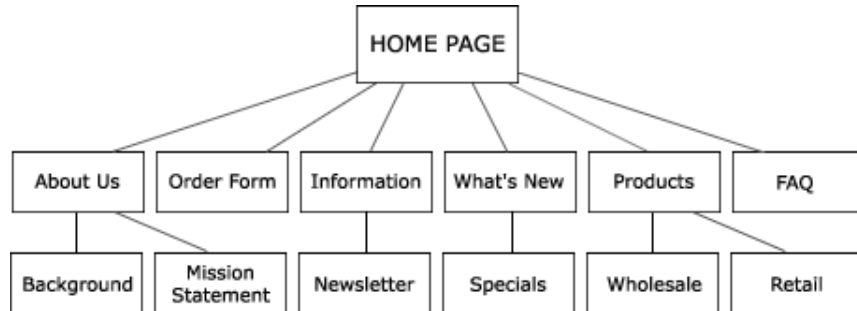 HOME PAGE
About Us
Order Form
Information
What's New
Products
FAQ
Background
Mission
Statement
Newsletter
Specials
Wholesale
Retail